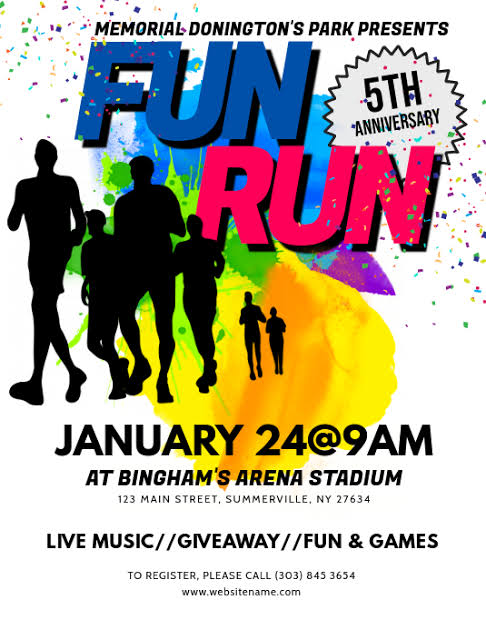 MEMORIAL DONINGTON'S PARK PRESENTS
FUN
RUN
5TH
ANNIVERSARY
JANUARY 24@9AM
AT BINGHAM'S ARENA STADIUM
123 MAIN STREET, SUMMERVILLE, NY 27634
LIVE MUSIC//GIVEAWAY//FUN & GAMES
TO REGISTER, PLEASE CALL (303) 845 3654
www.websitename.com